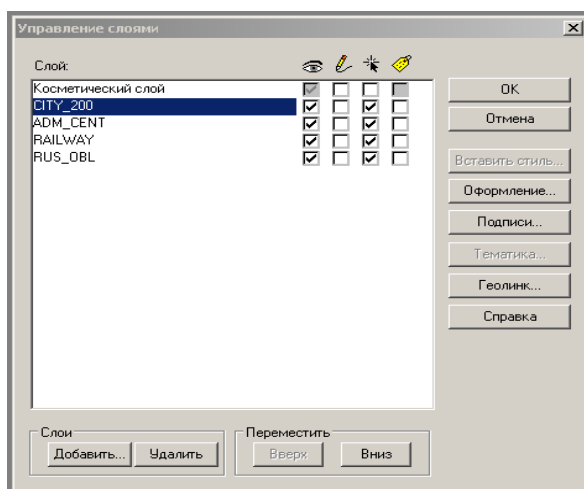 Управление слоями
Слой:
Косметический слой
CITY_200
ADM_CENT
RAILWAY
RUS_OBL
OK
Отмена
Вставить стиль...
Оформление...
Подписи...
Тематика...
Геолинк...
Справка
Слои
Добавить...
Удалить
Переместить
Вверх
Вниз